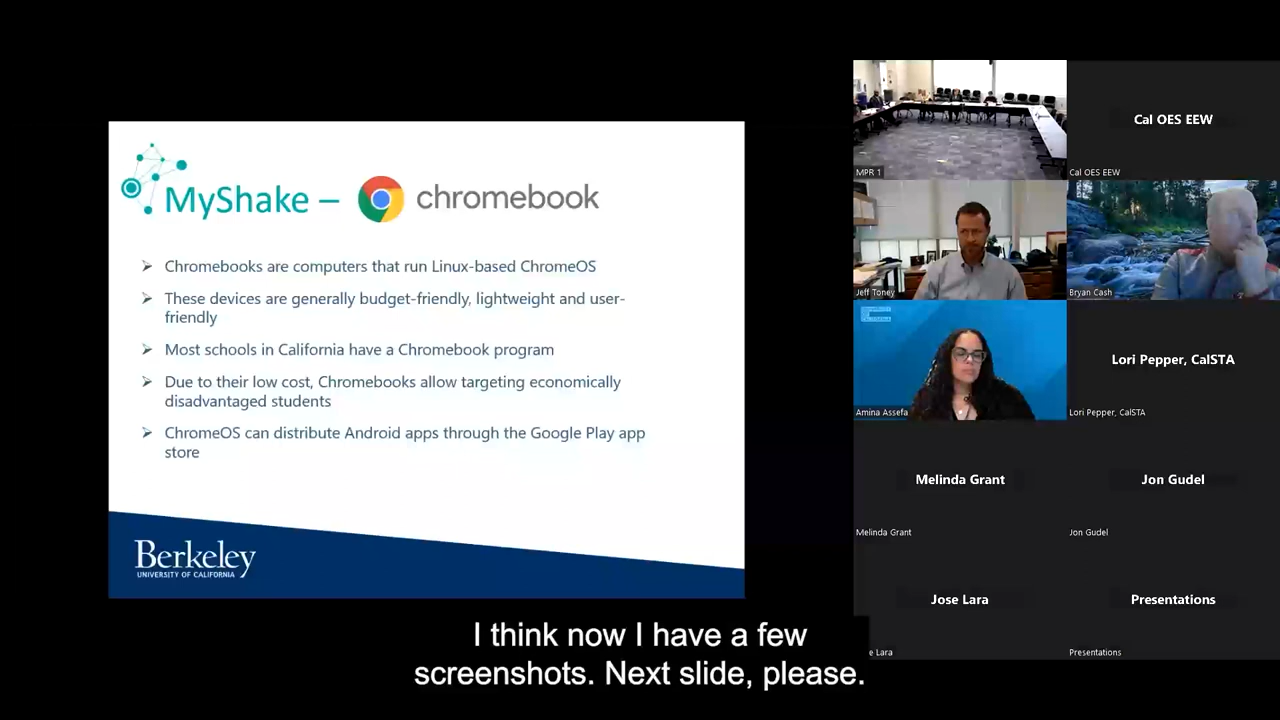 MyShake – chromebook
➢ Chromebooks are computers that run Linux-based ChromeOS
➢ These devices are generally budget-friendly, lightweight and user-
friendly
➢ Most schools in California have a Chromebook program
➢ Due to their low cost, Chromebooks allow targeting economically
disadvantaged students
➢ ChromeOS can distribute Android apps through the Google Play app
store
Berkeley
UNIVERSITY OF CALIFORNIA
MPR 1
Cal OES EEW
Cal OES EEW
Jeff Toney
Bryan Cash
Amina Assefa
Lori Pepper, CalSTA
Lori Pepper, CalSTA
Melinda Grant
Melinda Grant
Jon Gudel
Jon Gudel
Jose Lara
e Lara
Presentations
Presentations
I think now I have a few
screenshots. Next slide, please.